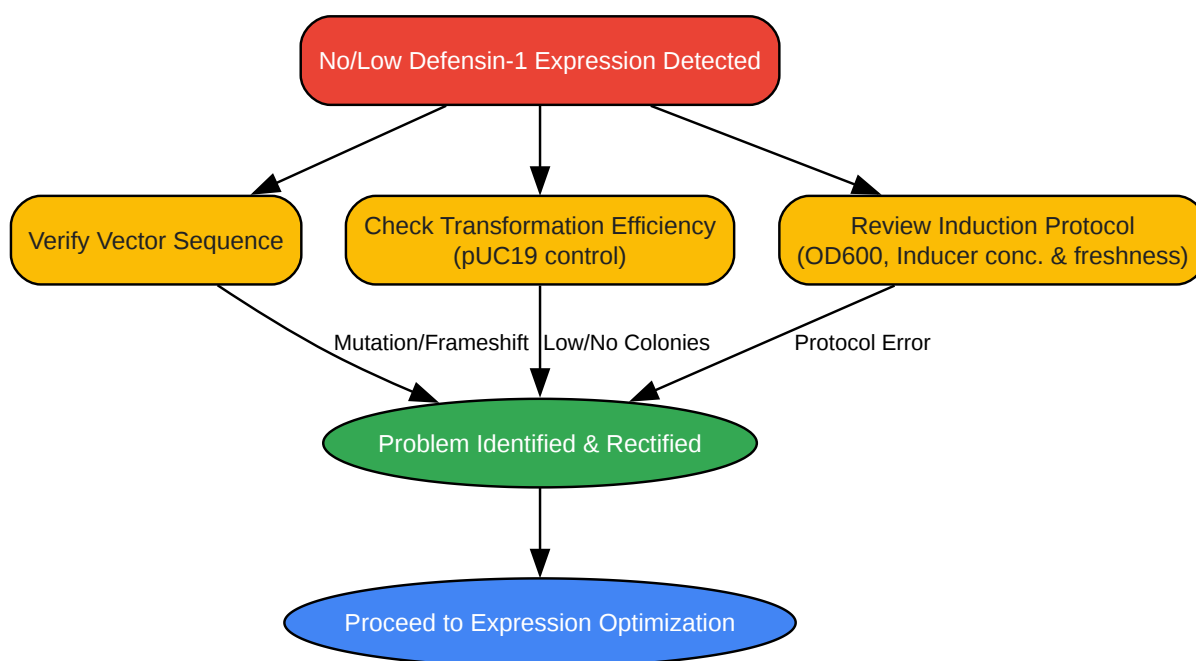 No/Low Defensin-1 Expression Detected
Verify Vector Sequence
Check Transformation Efficiency
(pUC19 control)
Review Induction Protocol
(OD600, Inducer conc. & freshness)
Mutation/Frameshift
Low/No Colonies
Protocol Error
Problem Identified & Rectified
Proceed to Expression Optimization